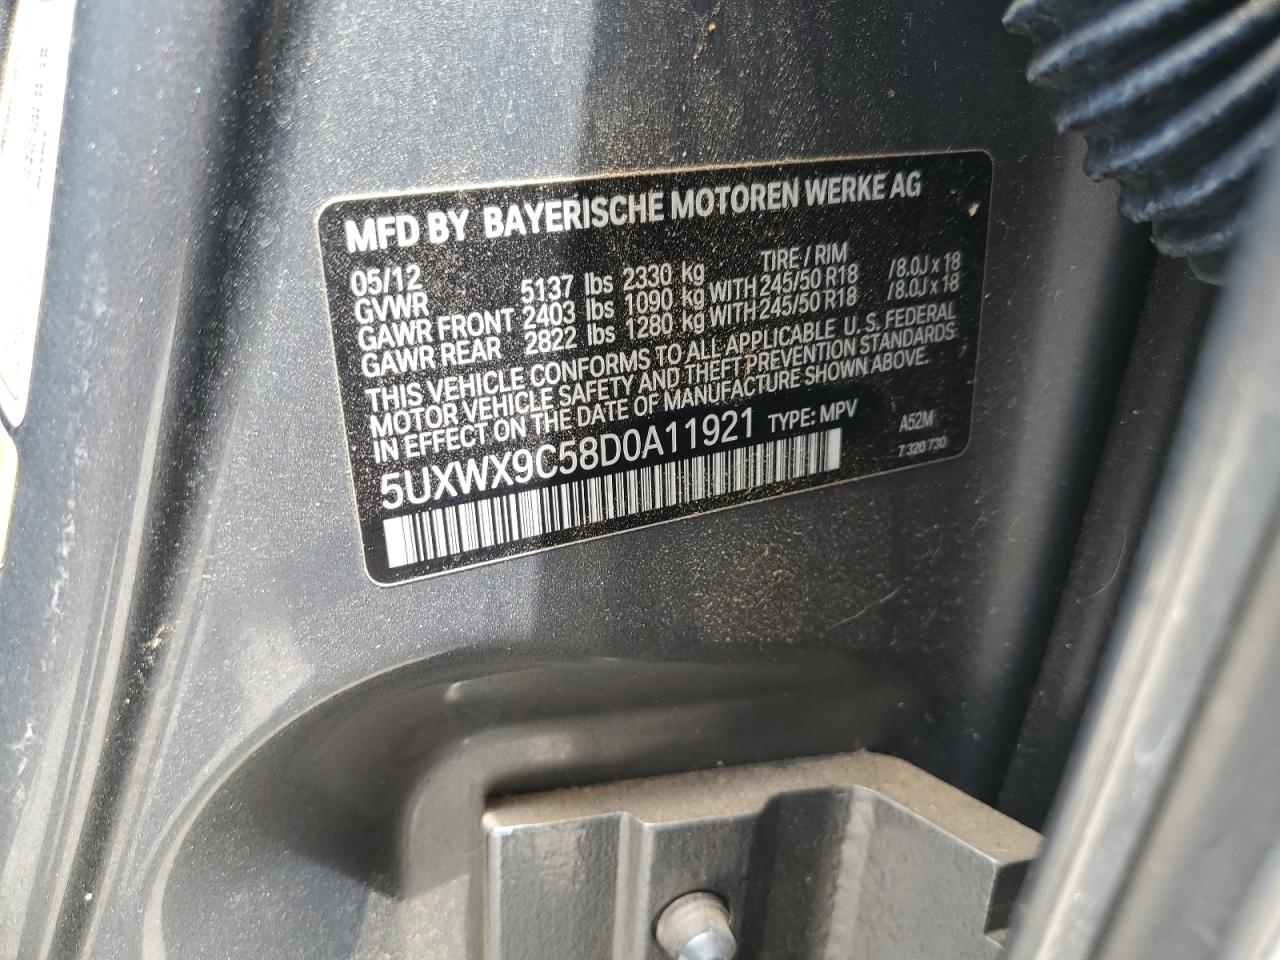 MFD BY BAYERISCHE MOTOREN WERKE AG
05/12 TIRE / RIM
GVWR 5137 lbs 2330 kg
GAWR FRONT 2403 lbs 1090 kg WITH 245/50 R18 /8.0J x 18
GAWR REAR 2822 lbs 1280 kg WITH 245/50 R18 /8.0J x 18
THIS VEHICLE CONFORMS TO ALL APPLICABLE U.S. FEDERAL
MOTOR VEHICLE SAFETY AND THEFT PREVENTION STANDARDS
IN EFFECT ON THE DATE OF MANUFACTURE SHOWN ABOVE.
5UXWX9C58D0A11921 TYPE: MPV A52M
7 320 730